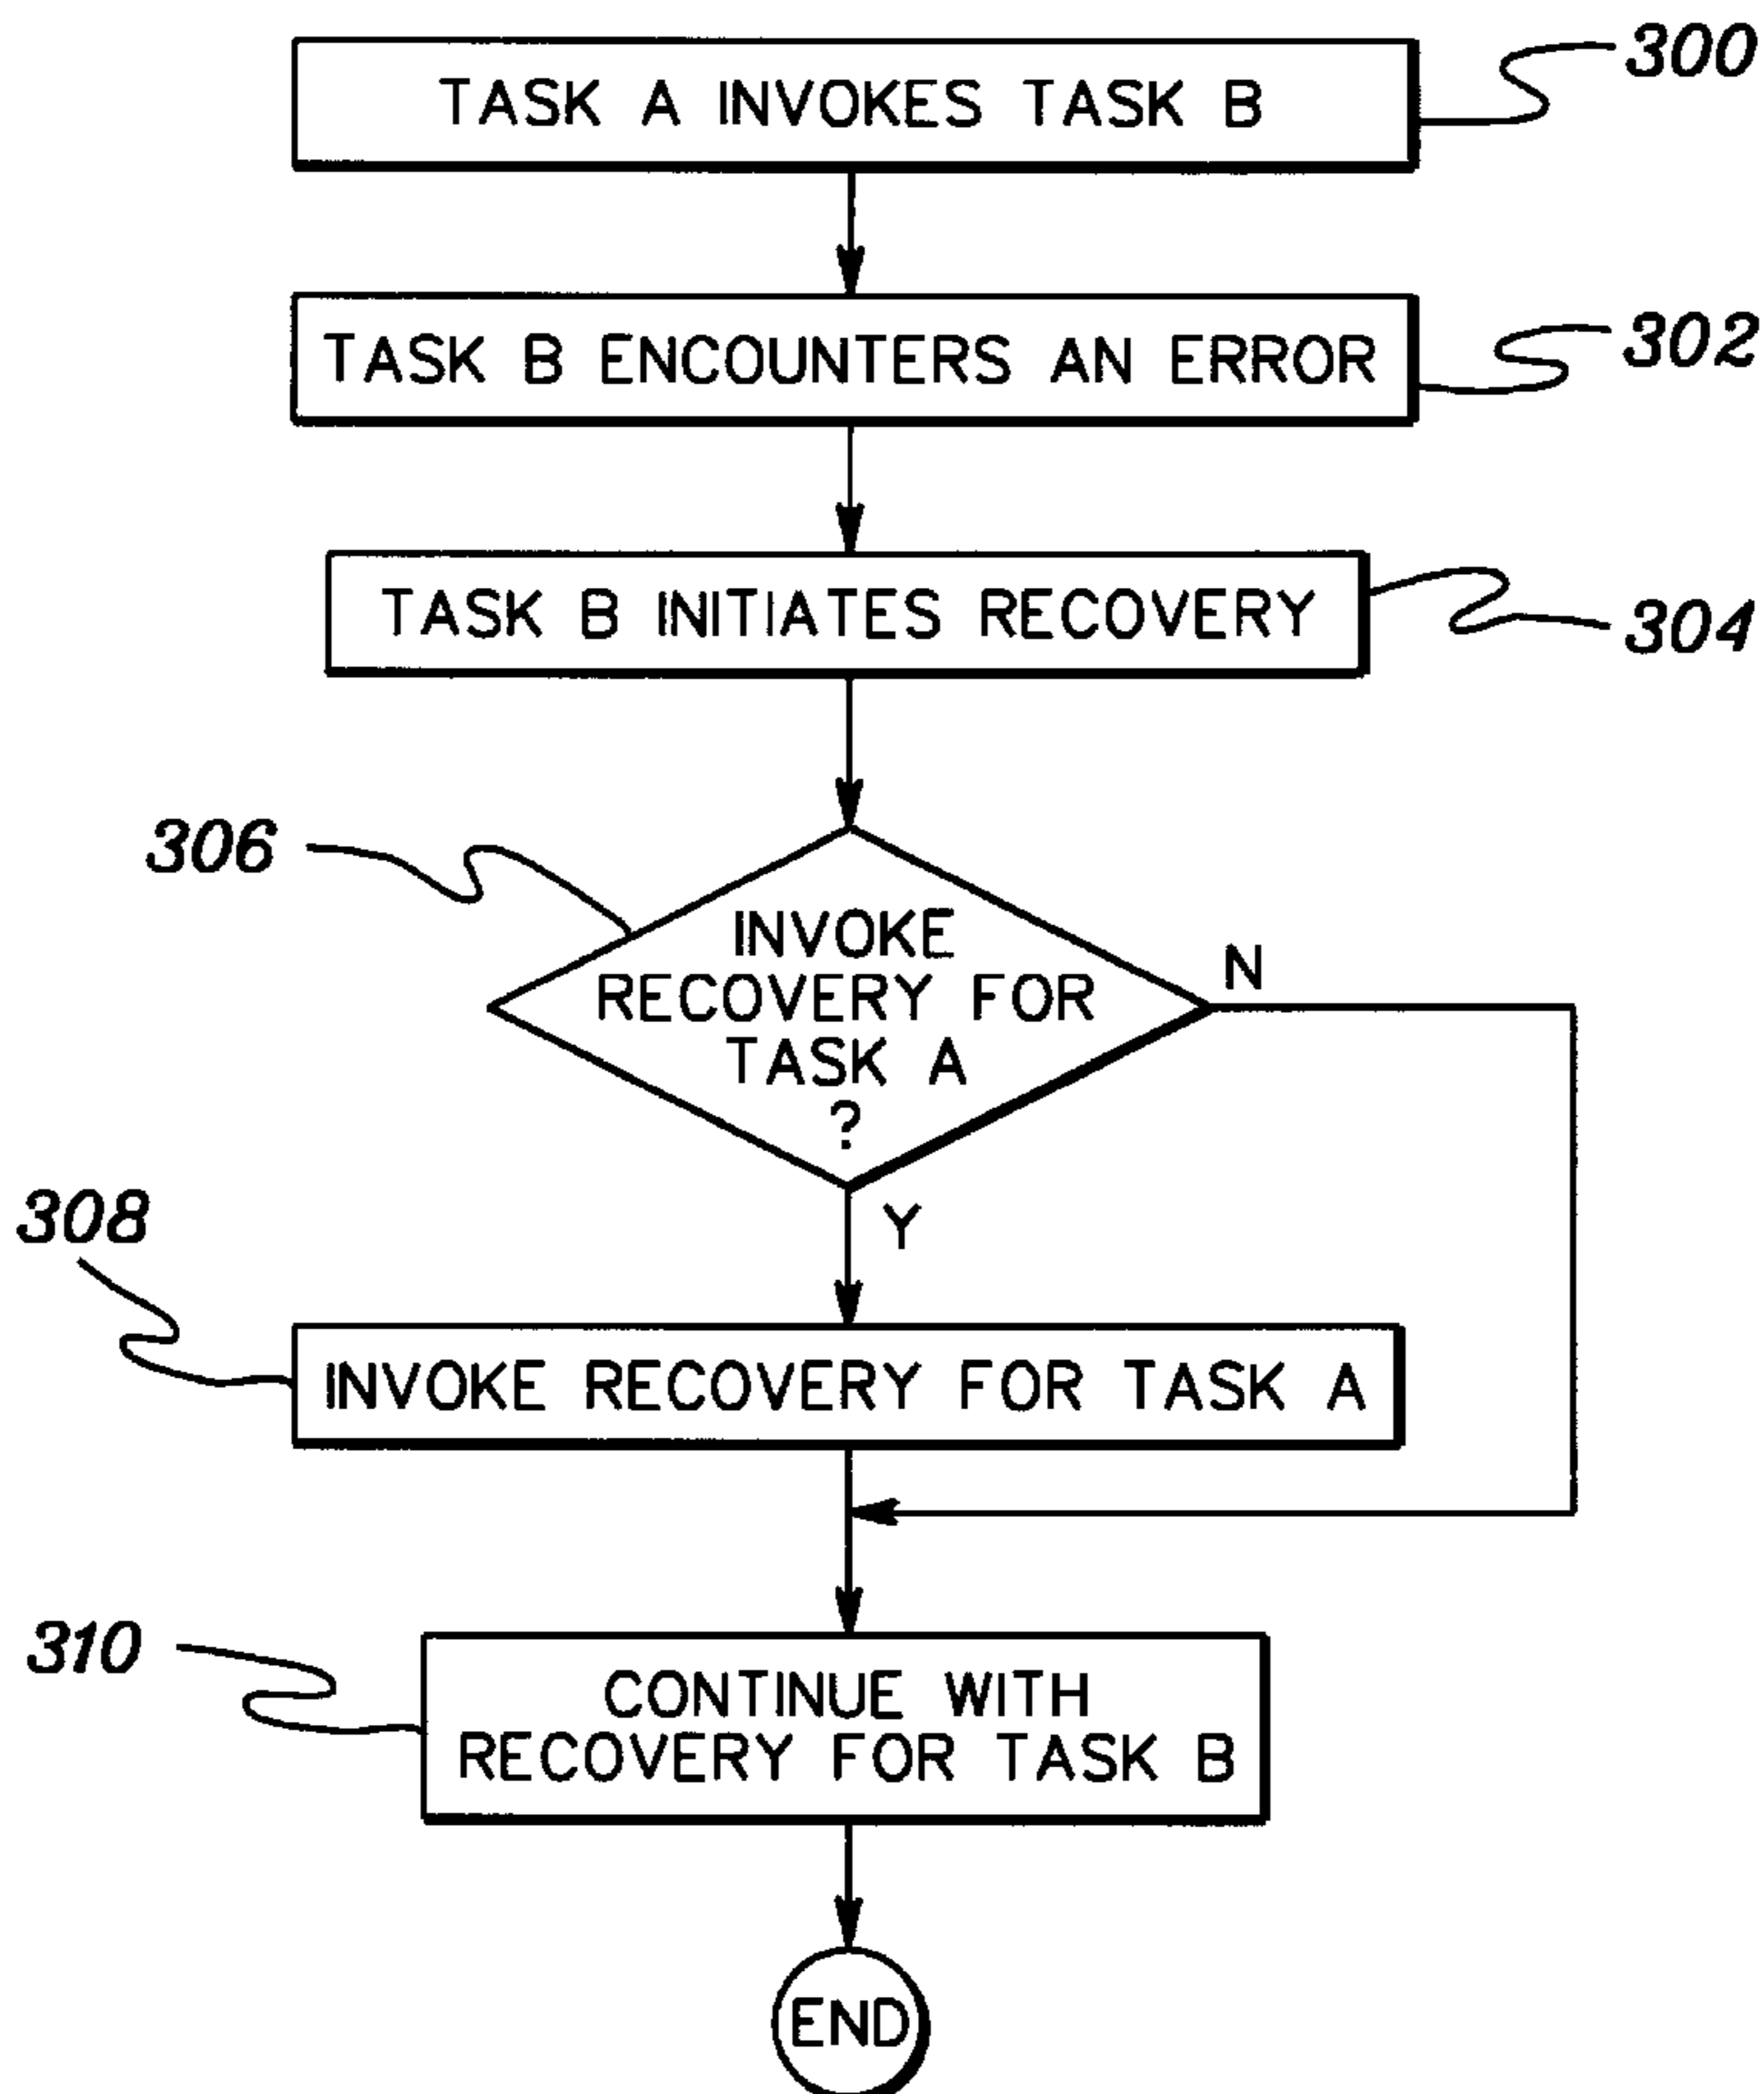 TASK A INVOKES TASK B
300
TASK B ENCOUNTERS AN ERROR
302
TASK B INITIATES RECOVERY
304
306
INVOKE
RECOVERY FOR
TASK A
?
N
Y
308
INVOKE RECOVERY FOR TASK A
310
CONTINUE WITH
RECOVERY FOR TASK B
END